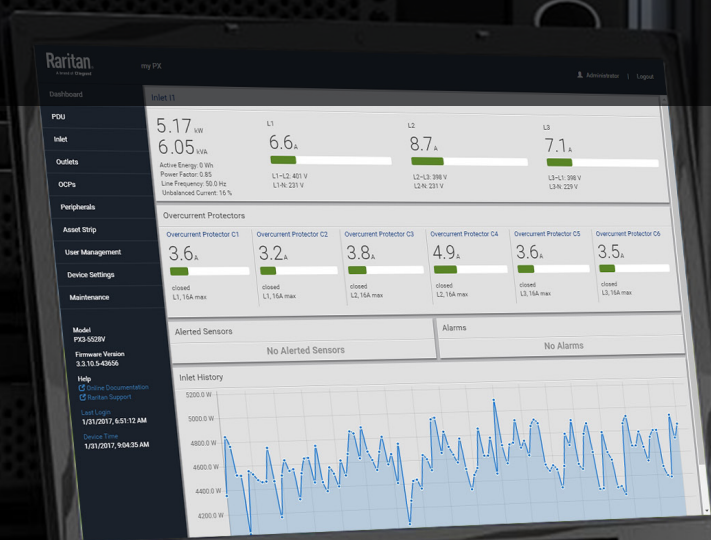 Raritan.
my PX
Administrator | Logout
Dashboard
PDU
Inlet
Outlets
OCPs
Peripherals
Asset Strip
User Management
Device Settings
Maintenance
Model
PX3-5528V
Firmware Version
3.3.10.5-43656
Help
Online Documentation
Raritan Support
Last Login
1/31/2017, 6:51:12 AM
Device Time
1/31/2017, 9:04:35 AM
Inlet I1
5.17 kW
6.05 kVA
Active Energy: 0 Wh
Power Factor: 0.85
Line Frequency: 50.0 Hz
Unbalanced Current: 16 %
L1
6.6 A
L1-L2: 401 V
L1-N: 231 V
L2
8.7 A
L2-L3: 398 V
L2-N: 231 V
L3
7.1 A
L3-L1: 398 V
L3-N: 229 V
Overcurrent Protectors
Overcurrent Protector C1
3.6 A
closed
L1, 16A max
Overcurrent Protector C2
3.2 A
closed
L1, 16A max
Overcurrent Protector C3
3.8 A
closed
L2, 16A max
Overcurrent Protector C4
4.9 A
closed
L2, 16A max
Overcurrent Protector C5
3.6 A
closed
L3, 16A max
Overcurrent Protector C6
3.5 A
closed
L3, 16A max
Alerted Sensors
No Alerted Sensors
Alarms
No Alarms
Inlet History
5200.0 W
5000.0 W
4800.0 W
4600.0 W
4400.0 W
4200.0 W